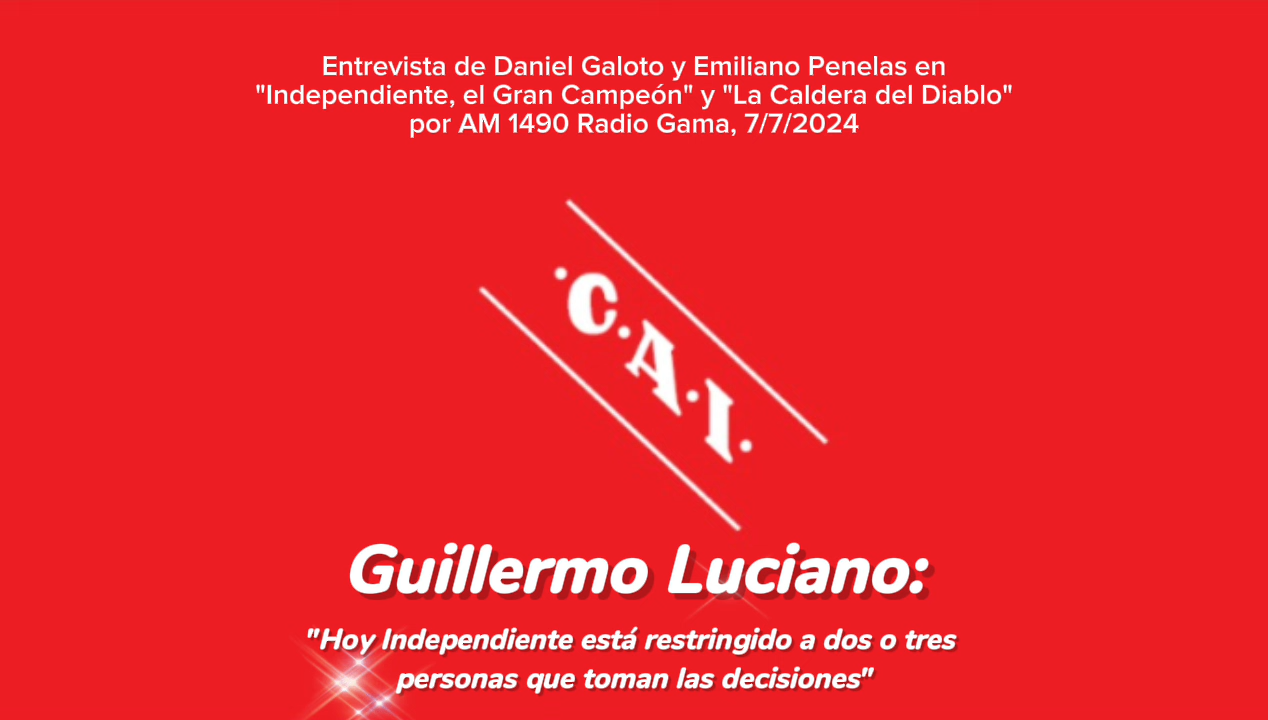 Entrevista de Daniel Galoto y Emiliano Penelas en
"Independiente, el Gran Campeón" y "La Caldera del Diablo"
por AM 1490 Radio Gama, 7/7/2024
.C.A.I.
Guillermo Luciano:
"Hoy Independiente está restringido a dos o tres
personas que toman las decisiones"